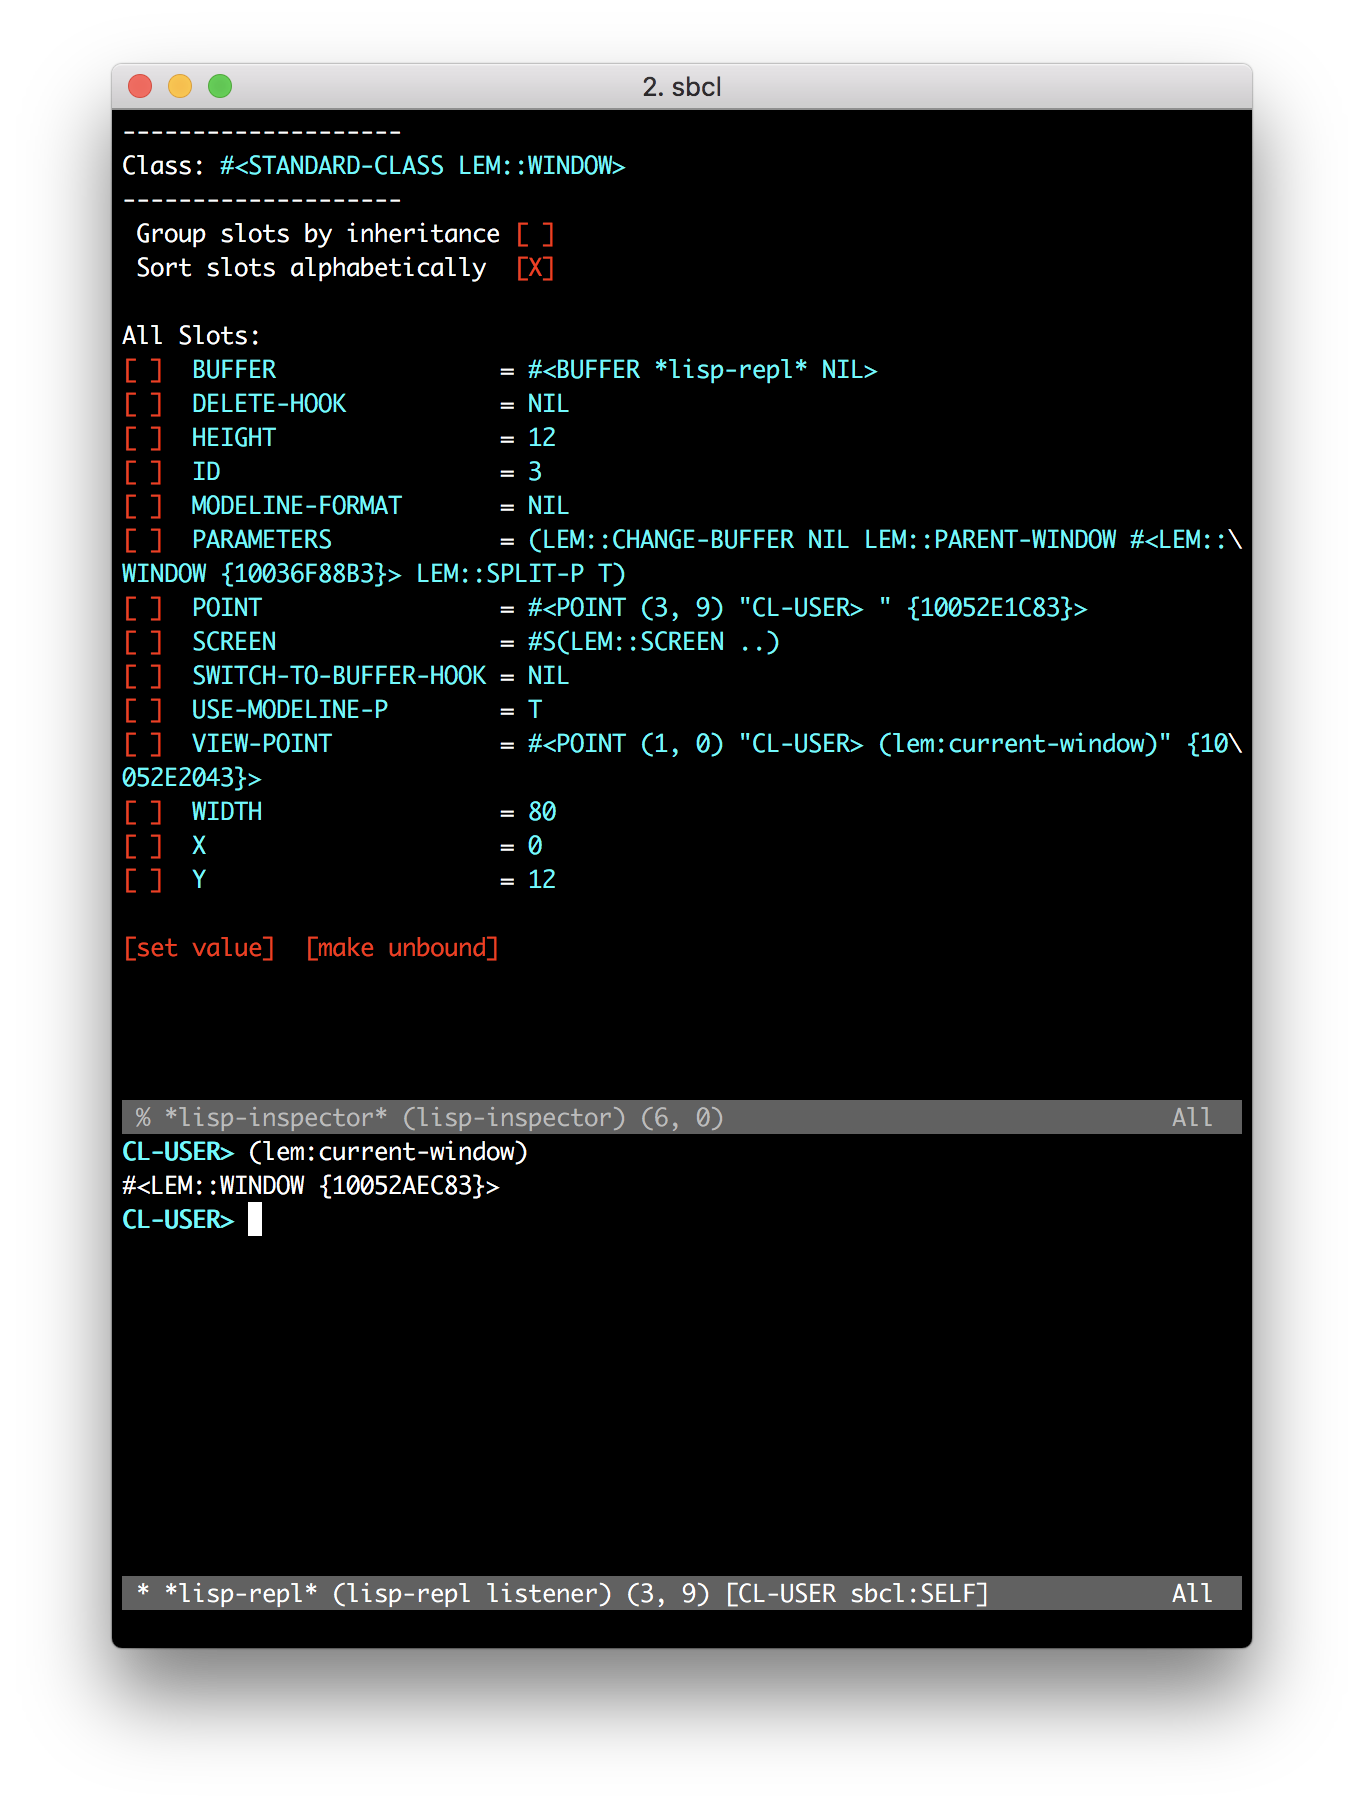 2. sbcl
--------------------
Class: #<STANDARD-CLASS LEM::WINDOW>
--------------------
 Group slots by inheritance [ ]
 Sort slots alphabetically  [X]

All Slots:
[ ]  BUFFER                = #<BUFFER *lisp-repl* NIL>
[ ]  DELETE-HOOK           = NIL
[ ]  HEIGHT                = 12
[ ]  ID                    = 3
[ ]  MODELINE-FORMAT       = NIL
[ ]  PARAMETERS            = (LEM::CHANGE-BUFFER NIL LEM::PARENT-WINDOW #<LEM::\
WINDOW {10036F88B3}> LEM::SPLIT-P T)
[ ]  POINT                 = #<POINT (3, 9) "CL-USER> " {10052E1C83}>
[ ]  SCREEN                = #S(LEM::SCREEN ..)
[ ]  SWITCH-TO-BUFFER-HOOK = NIL
[ ]  USE-MODELINE-P        = T
[ ]  VIEW-POINT            = #<POINT (1, 0) "CL-USER> (lem:current-window)" {10\
052E2043}>
[ ]  WIDTH                 = 80
[ ]  X                     = 0
[ ]  Y                     = 12

[set value]  [make unbound]
 % *lisp-inspector* (lisp-inspector) (6, 0)                                All
CL-USER> (lem:current-window)
#<LEM::WINDOW {10052AEC83}>
CL-USER>
 * *lisp-repl* (lisp-repl listener) (3, 9) [CL-USER sbcl:SELF]             All